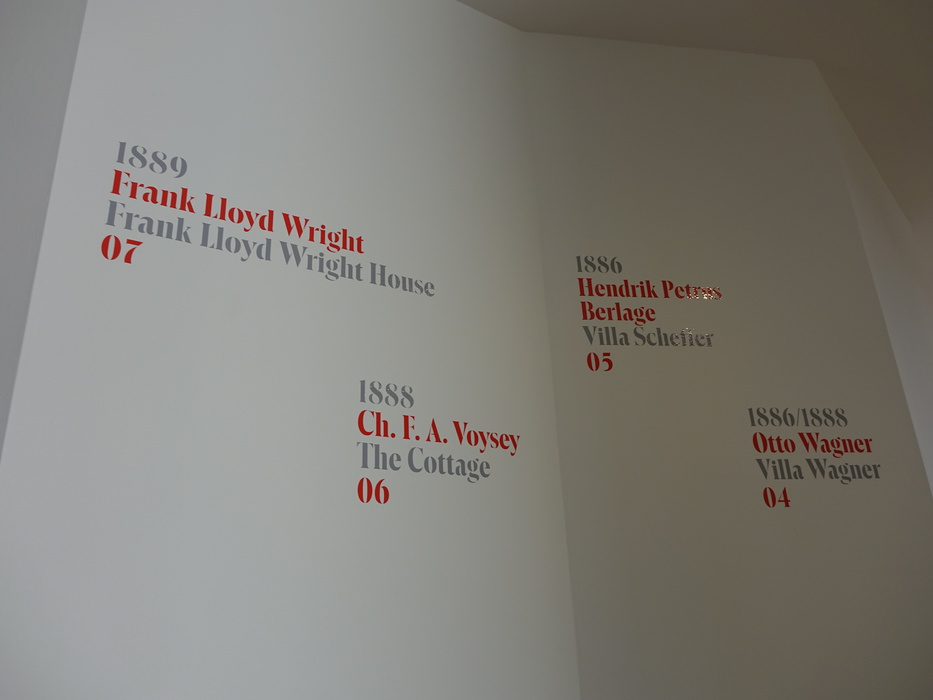 1889
Frank Lloyd Wright
Frank Lloyd Wright House
07
1888
Ch. F. A. Voysey
The Cottage
06
1886
Hendrik Petrus
Berlage
Villa Scheffer
05
1886/1888
Otto Wagner
Villa Wagner
04